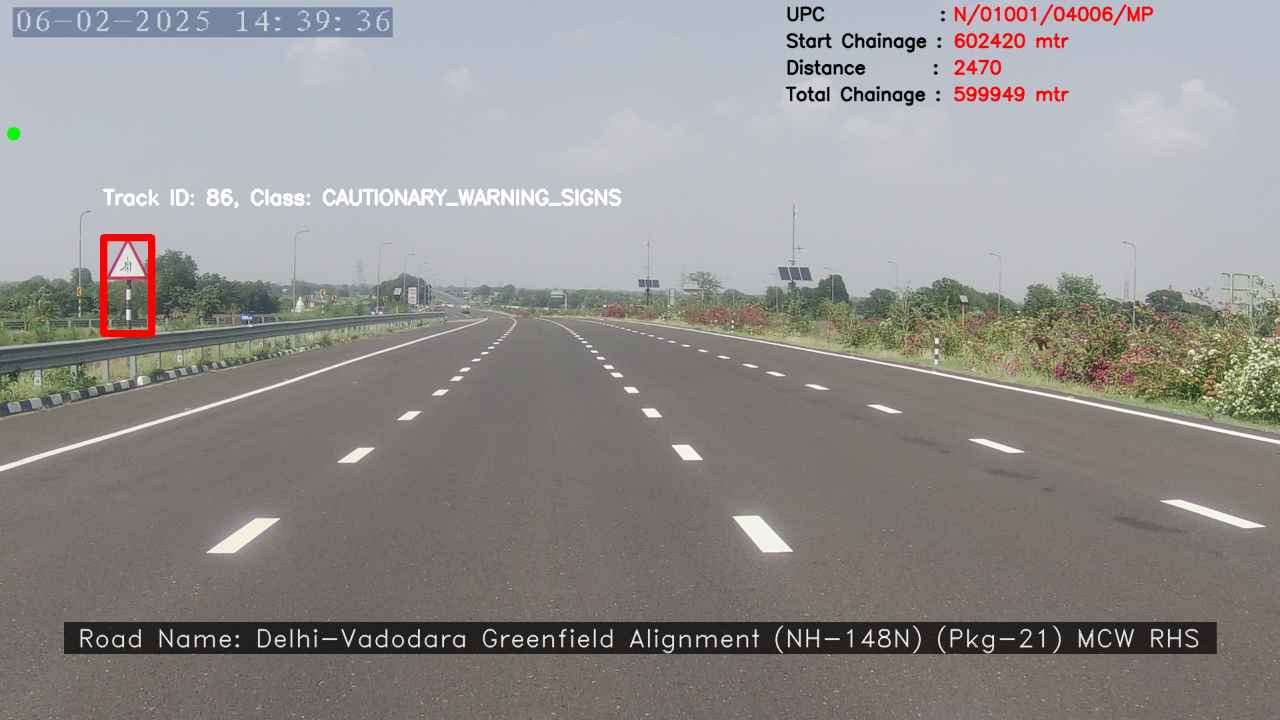 06-02-2025 14:39:36
UPC : N/01001/04006/MP
Start Chainage : 602420 mtr
Distance : 2470
Total Chainage : 599949 mtr
Track ID: 86, Class: CAUTIONARY_WARNING_SIGNS
Road Name: Delhi-Vadodara Greenfield Alignment (NH-148N) (Pkg-21) MCW RHS